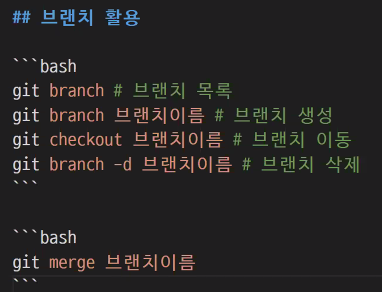 ## 브랜치 활용
```bash
git branch # 브랜치 목록
git branch 브랜치이름 # 브랜치 생성
git checkout 브랜치이름 # 브랜치 이동
git branch -d 브랜치이름 # 브랜치 삭제
```
```bash
git merge 브랜치이름
```